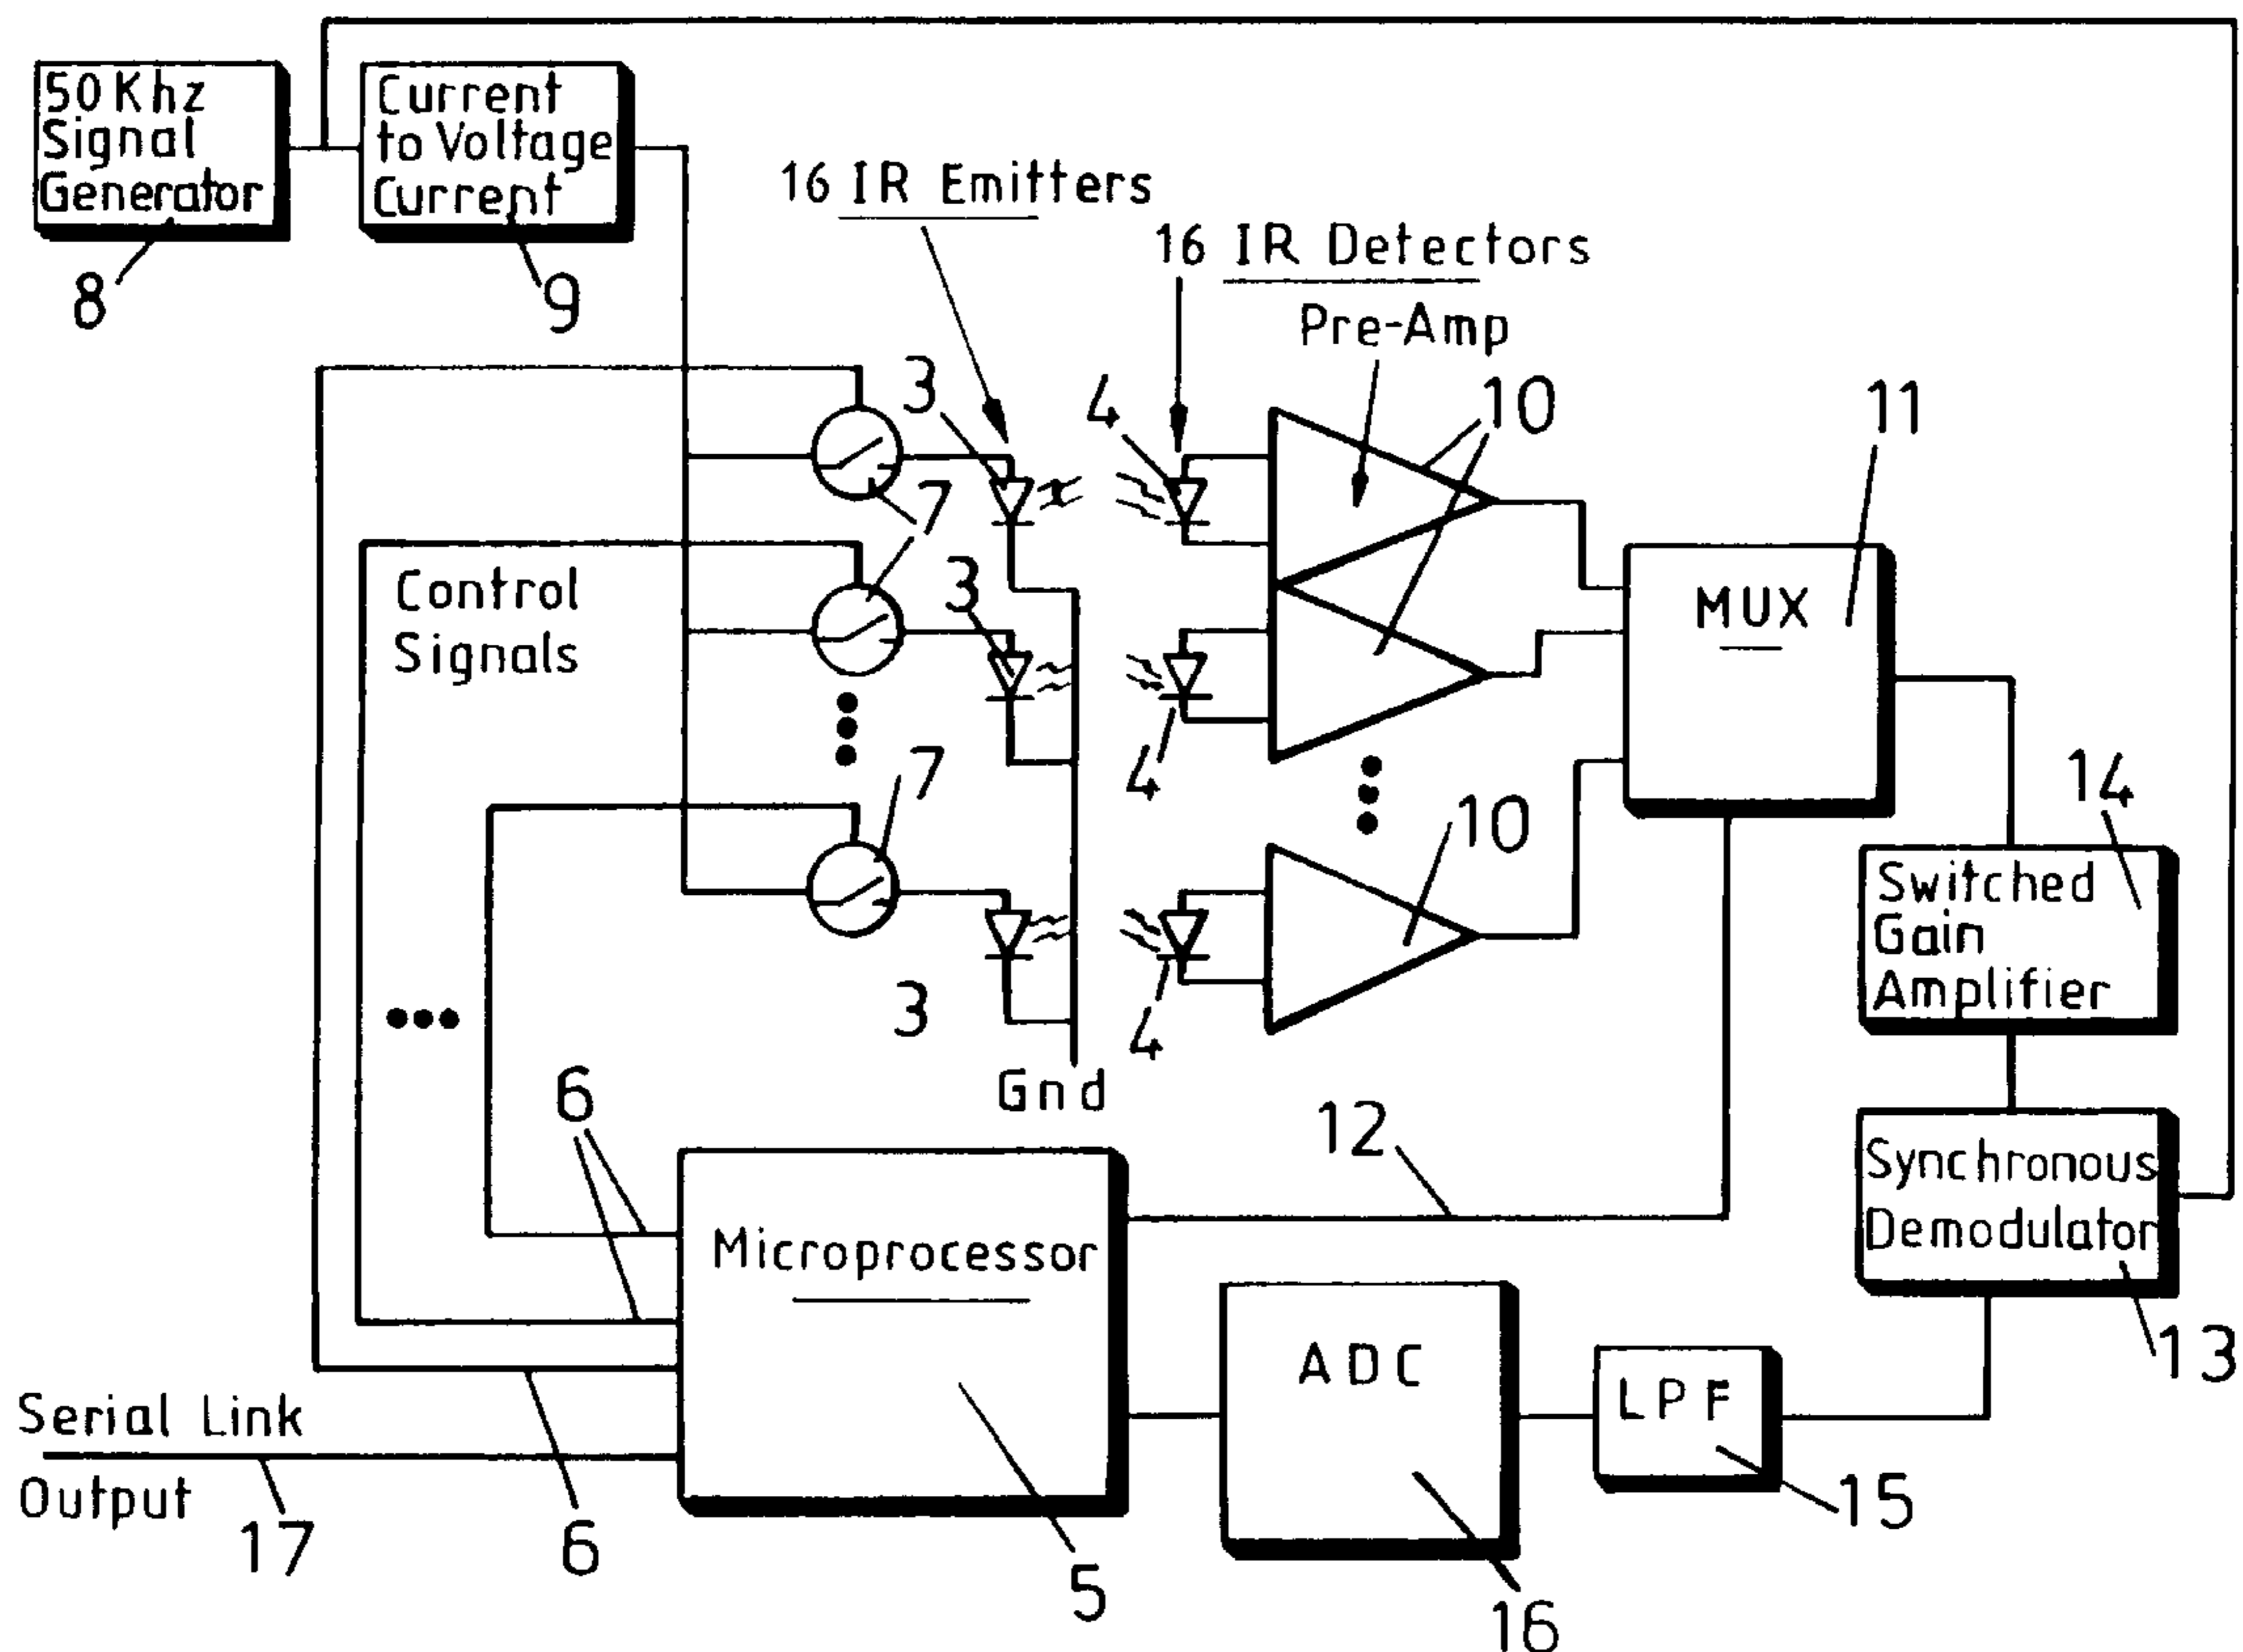 50Khz
Signal
Generator
8
Current
to Voltage
Current
9
16 IR Emitters
16 IR Detectors
Pre-Amp
3
4
10
11
7
Control
Signals
3
MUX
7
4
14
10
Switched
Gain
Amplifier
3
4
Gnd
6
12
Synchronous
Demodulator
Microprocessor
13
ADC
LPF
Serial Link
Output
17
6
5
15
16